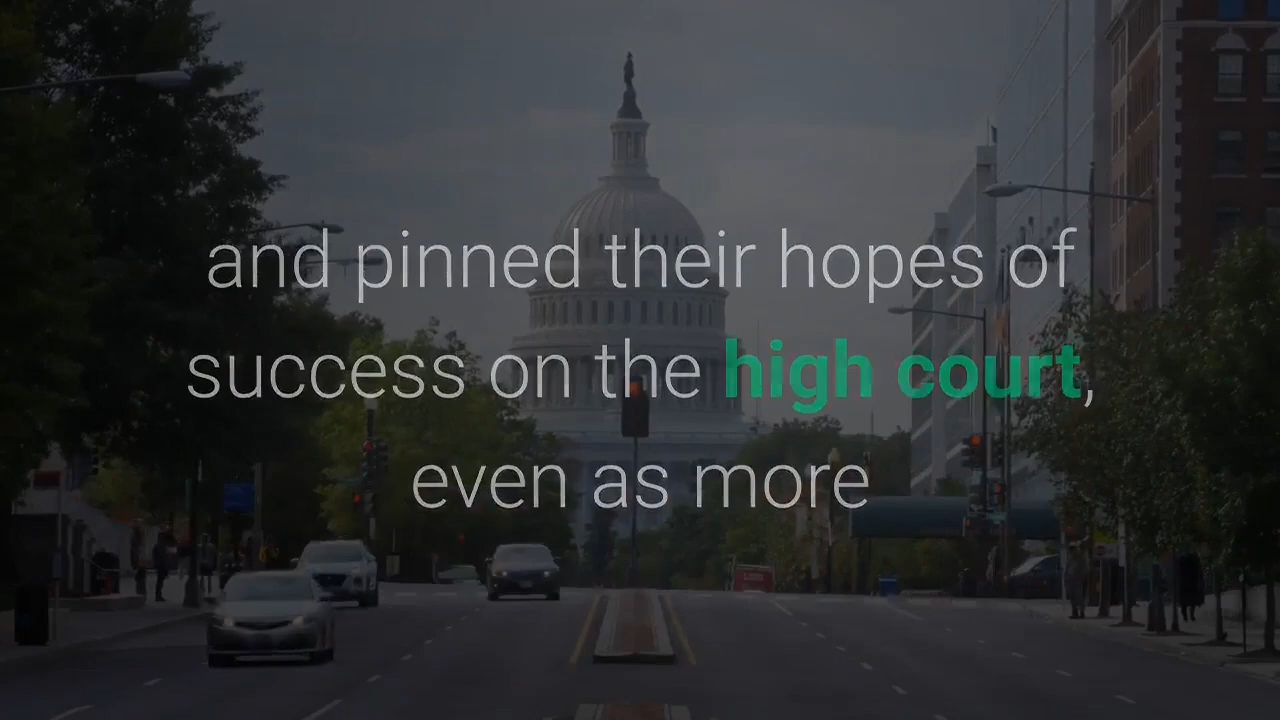 and pinned their hopes of
success on the high court,
even as more